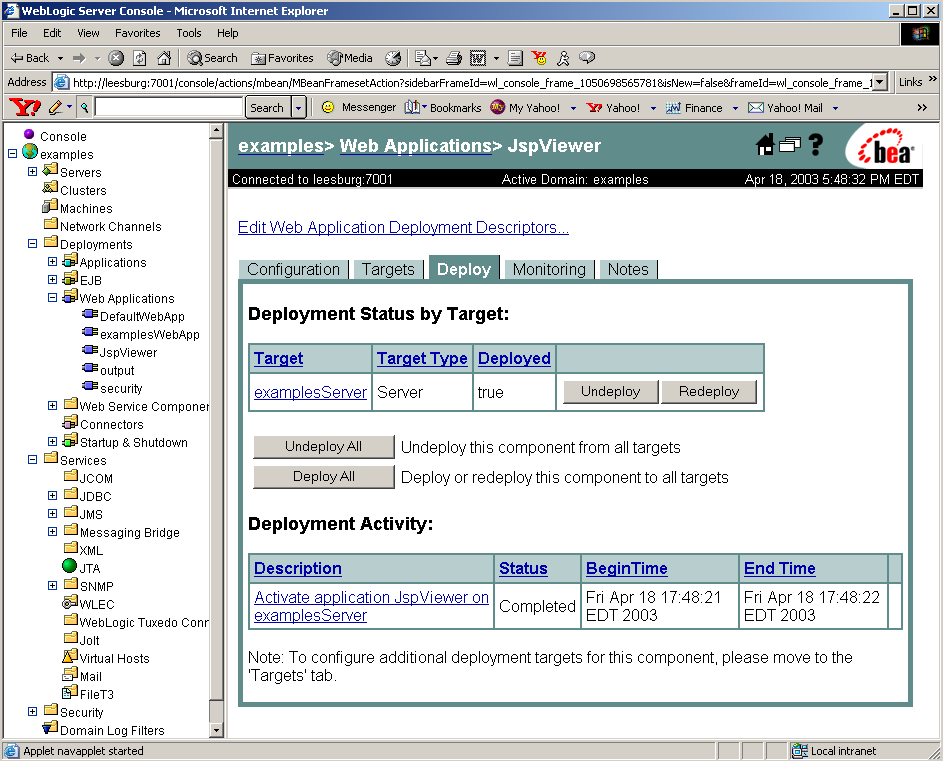 WebLogic Server Console - Microsoft Internet Explorer
File Edit View Favorites Tools Help
Back Search Favorites Media
Address http://leesburg:7001/console/actions/mbean/MBeanFramesetAction?sidebarFrameId=wl_console_frame_1050698565781&isNew=false&frameId=wl_console_frame_1 Links »
Y! Search Messenger Bookmarks My Yahoo! Yahoo! Finance Yahoo! Mail »
Console
examples
Servers
Clusters
Machines
Network Channels
Deployments
Applications
EJB
Web Applications
DefaultWebApp
examplesWebApp
JspViewer
output
security
Web Service Componer
Connectors
Startup & Shutdown
Services
JCOM
JDBC
JMS
Messaging Bridge
XML
JTA
SNMP
WLEC
WebLogic Tuxedo Conr
Jolt
Virtual Hosts
Mail
FileT3
Security
Domain Log Filters
examples> Web Applications> JspViewer
bea
Connected to leesburg:7001 Active Domain: examples Apr 18, 2003 5:48:32 PM EDT
Edit Web Application Deployment Descriptors...
Configuration Targets Deploy Monitoring Notes
Deployment Status by Target:
Target Target Type Deployed
examplesServer Server true Undeploy Redeploy
Undeploy All Undeploy this component from all targets
Deploy All Deploy or redeploy this component to all targets
Deployment Activity:
Description Status BeginTime End Time
Activate application JspViewer on examplesServer Completed Fri Apr 18 17:48:21 EDT 2003 Fri Apr 18 17:48:22 EDT 2003
Note: To configure additional deployment targets for this component, please move to the
'Targets' tab.
Applet navapplet started Local intranet